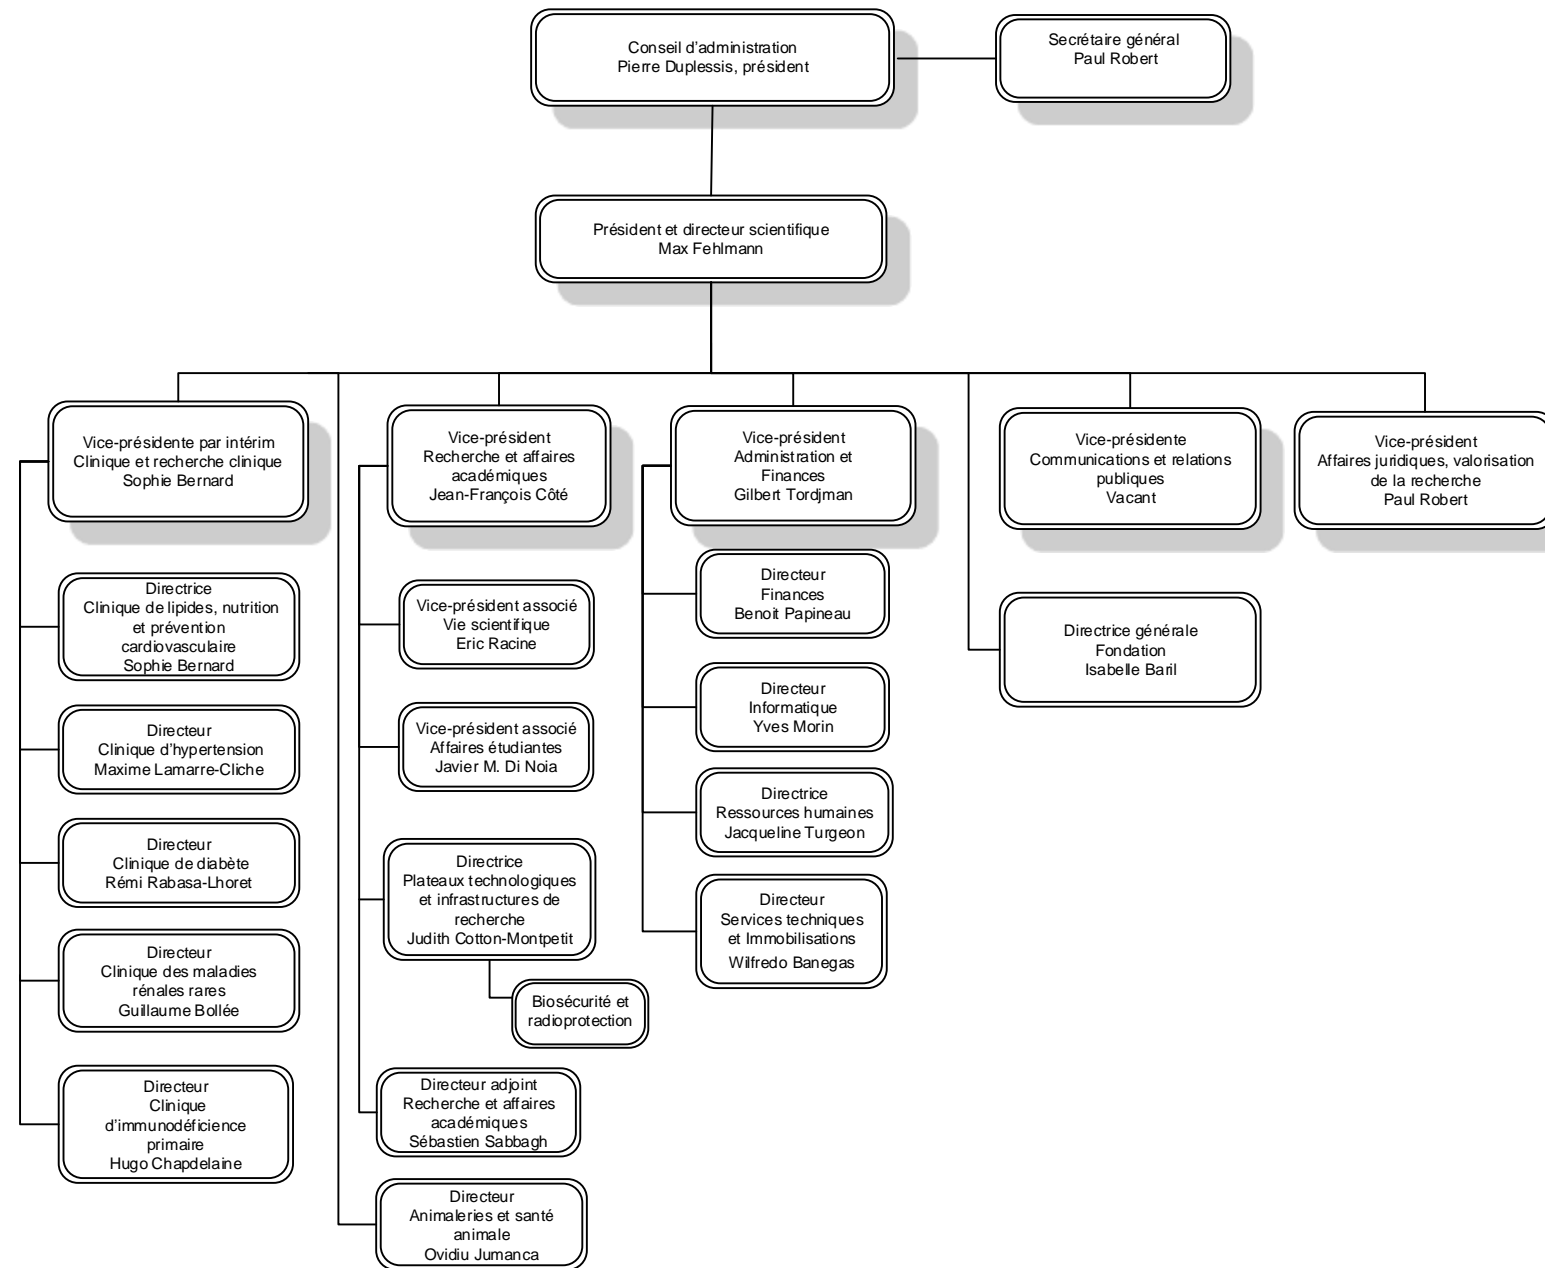 Conseil d'administration
Pierre Duplessis, président
Secrétaire général
Paul Robert
Président et directeur scientifique
Max Fehlmann
Vice-présidente par intérim
Clinique et recherche clinique
Sophie Bernard
Vice-président
Recherche et affaires
académiques
Jean-François Côté
Vice-président
Administration et
Finances
Gilbert Tordjman
Vice-présidente
Communications et relations
publiques
Vacant
Vice-président
Affaires juridiques, valorisation
de la recherche
Paul Robert
Directrice
Clinique de lipides, nutrition
et prévention
cardiovasculaire
Sophie Bernard
Directeur
Clinique d'hypertension
Maxime Lamarre-Cliche
Directeur
Clinique de diabète
Rémi Rabasa-Lhoret
Directeur
Clinique des maladies
rénales rares
Guillaume Bollée
Directeur
Clinique
d'immunodéficience
primaire
Hugo Chapdelaine
Vice-président associé
Vie scientifique
Eric Racine
Vice-président associé
Affaires étudiantes
Javier M. Di Noia
Directrice
Plateaux technologiques
et infrastructures de
recherche
Judith Cotton-Montpetit
Biosécurité et
radioprotection
Directeur adjoint
Recherche et affaires
académiques
Sébastien Sabbagh
Directeur
Animaleries et santé
animale
Ovidiu Jumanca
Directeur
Finances
Benoit Papineau
Directeur
Informatique
Yves Morin
Directrice
Ressources humaines
Jacqueline Turgeon
Directeur
Services techniques
et Immobilisations
Wilfredo Banegas
Directrice générale
Fondation
Isabelle Baril